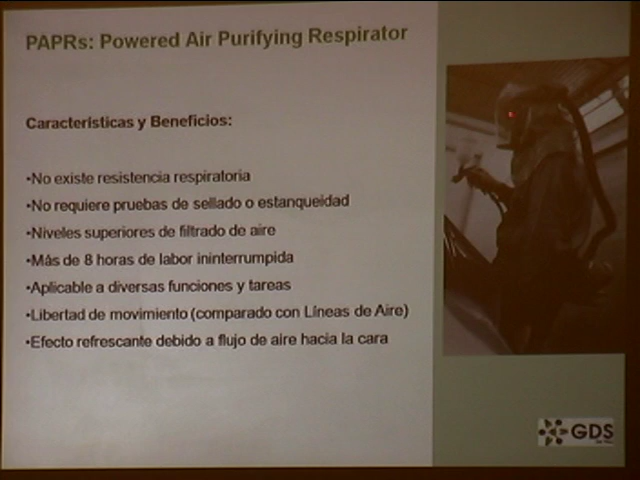 PAPRs: Powered Air Purifying Respirator
Características y Beneficios:
•No existe resistencia respiratoria
•No requiere pruebas de sellado o estanqueidad
•Niveles superiores de filtrado de aire
•Más de 8 horas de labor ininterrumpida
•Aplicable a diversas funciones y tareas
•Libertad de movimiento (comparado con Líneas de Aire)
•Efecto refrescante debido a flujo de aire hacia la cara
GDS